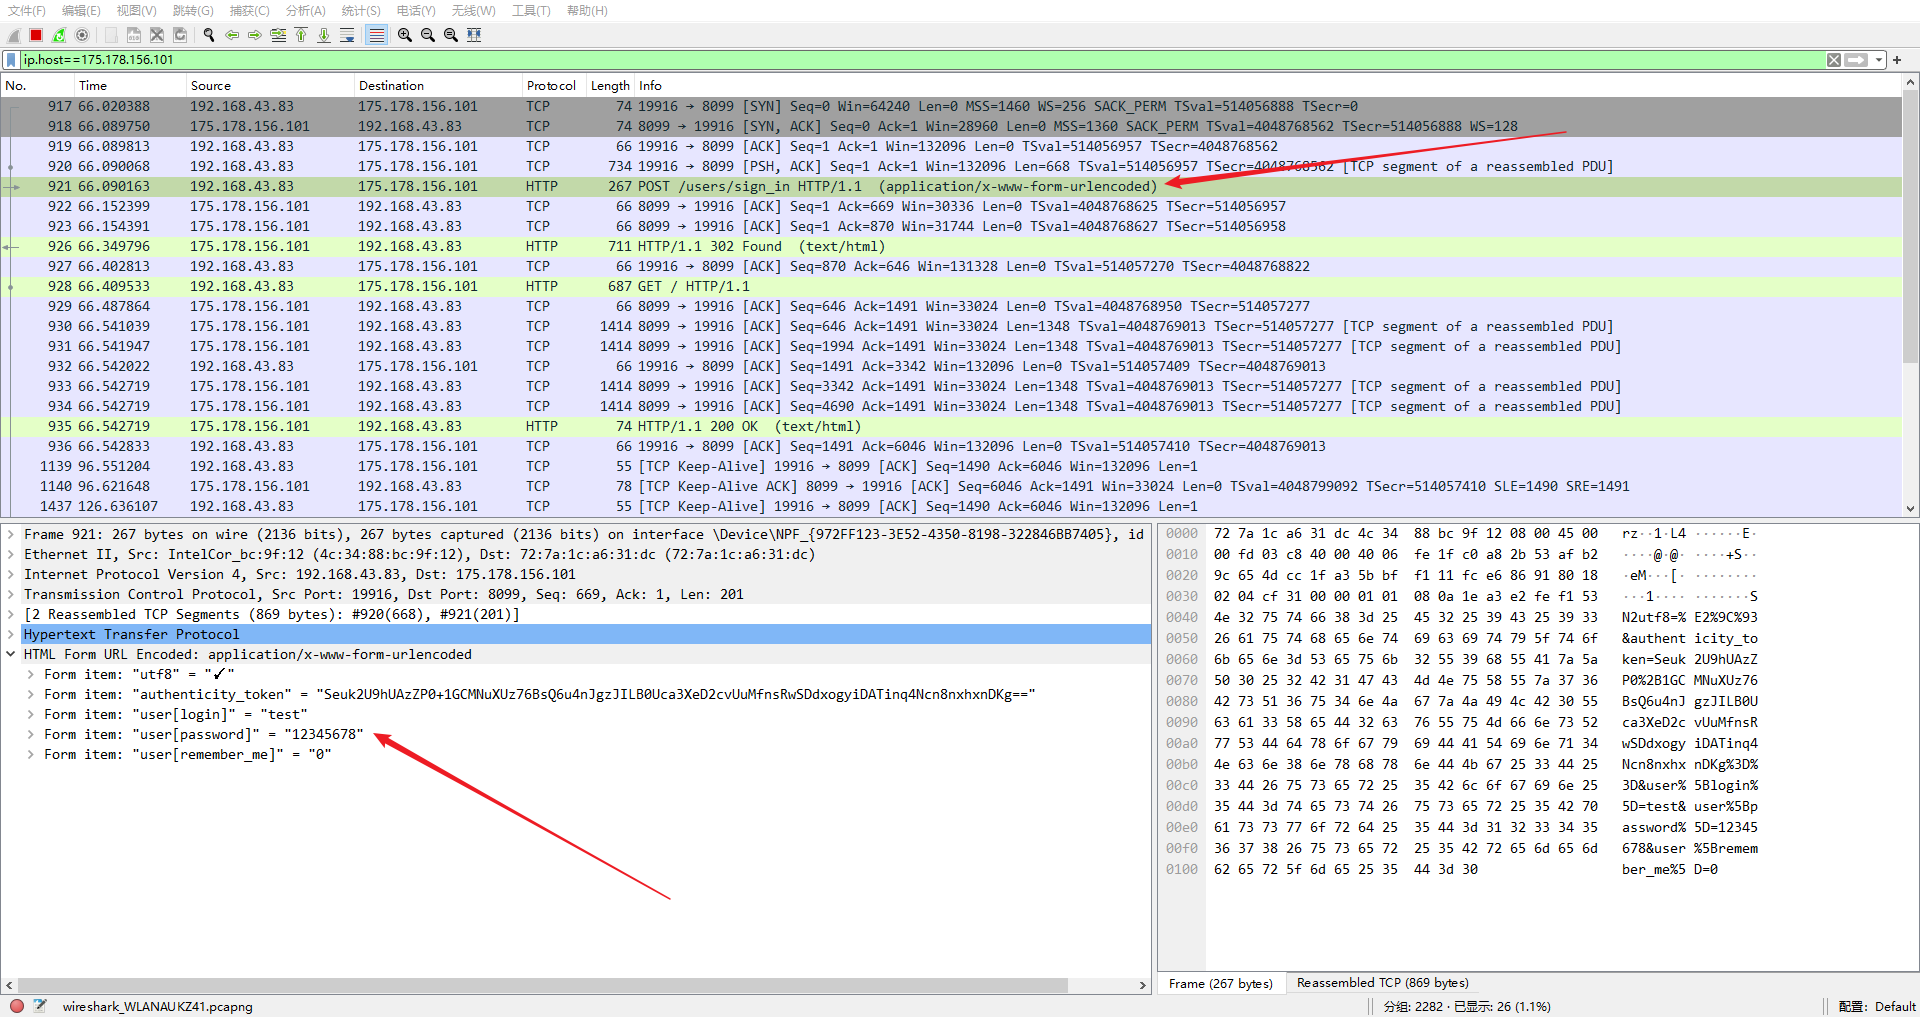 文件(F) 编辑(E) 视图(V) 跳转(G) 捕获(C) 分析(A) 统计(S) 电话(Y) 无线(W) 工具(T) 帮助(H)
ip.host==175.178.156.101
No. Time Source Destination Protocol Length Info
917 66.020388 192.168.43.83 175.178.156.101 TCP 74 19916 → 8099 [SYN] Seq=0 Win=64240 Len=0 MSS=1460 WS=256 SACK_PERM TSval=514056888 TSecr=0
918 66.089750 175.178.156.101 192.168.43.83 TCP 74 8099 → 19916 [SYN, ACK] Seq=0 Ack=1 Win=28960 Len=0 MSS=1360 SACK_PERM TSval=4048768562 TSecr=514056888 WS=128
919 66.089813 192.168.43.83 175.178.156.101 TCP 66 19916 → 8099 [ACK] Seq=1 Ack=1 Win=132096 Len=0 TSval=514056957 TSecr=4048768562
920 66.090068 192.168.43.83 175.178.156.101 TCP 734 19916 → 8099 [PSH, ACK] Seq=1 Ack=1 Win=132096 Len=668 TSval=514056957 TSecr=4048768562 [TCP segment of a reassembled PDU]
921 66.090163 192.168.43.83 175.178.156.101 HTTP 267 POST /users/sign_in HTTP/1.1 (application/x-www-form-urlencoded)
922 66.152399 175.178.156.101 192.168.43.83 TCP 66 8099 → 19916 [ACK] Seq=1 Ack=669 Win=30336 Len=0 TSval=4048768625 TSecr=514056957
923 66.154391 175.178.156.101 192.168.43.83 TCP 66 8099 → 19916 [ACK] Seq=1 Ack=870 Win=31744 Len=0 TSval=4048768627 TSecr=514056958
926 66.349796 175.178.156.101 192.168.43.83 HTTP 711 HTTP/1.1 302 Found (text/html)
927 66.402813 192.168.43.83 175.178.156.101 TCP 66 19916 → 8099 [ACK] Seq=870 Ack=646 Win=131328 Len=0 TSval=514057270 TSecr=4048768822
928 66.409533 192.168.43.83 175.178.156.101 HTTP 687 GET / HTTP/1.1
929 66.487864 175.178.156.101 192.168.43.83 TCP 66 8099 → 19916 [ACK] Seq=646 Ack=1491 Win=33024 Len=0 TSval=4048768950 TSecr=514057277
930 66.541039 175.178.156.101 192.168.43.83 TCP 1414 8099 → 19916 [ACK] Seq=646 Ack=1491 Win=33024 Len=1348 TSval=4048769013 TSecr=514057277 [TCP segment of a reassembled PDU]
931 66.541947 175.178.156.101 192.168.43.83 TCP 1414 8099 → 19916 [ACK] Seq=1994 Ack=1491 Win=33024 Len=1348 TSval=4048769013 TSecr=514057277 [TCP segment of a reassembled PDU]
932 66.542022 192.168.43.83 175.178.156.101 TCP 66 19916 → 8099 [ACK] Seq=1491 Ack=3342 Win=132096 Len=0 TSval=514057409 TSecr=4048769013
933 66.542719 175.178.156.101 192.168.43.83 TCP 1414 8099 → 19916 [ACK] Seq=3342 Ack=1491 Win=33024 Len=1348 TSval=4048769013 TSecr=514057277 [TCP segment of a reassembled PDU]
934 66.542719 175.178.156.101 192.168.43.83 TCP 1414 8099 → 19916 [ACK] Seq=4690 Ack=1491 Win=33024 Len=1348 TSval=4048769013 TSecr=514057277 [TCP segment of a reassembled PDU]
935 66.542719 175.178.156.101 192.168.43.83 HTTP 74 HTTP/1.1 200 OK (text/html)
936 66.542833 192.168.43.83 175.178.156.101 TCP 66 19916 → 8099 [ACK] Seq=1491 Ack=6046 Win=132096 Len=0 TSval=514057410 TSecr=4048769013
1139 96.551204 192.168.43.83 175.178.156.101 TCP 55 [TCP Keep-Alive] 19916 → 8099 [ACK] Seq=1490 Ack=6046 Win=132096 Len=1
1140 96.621648 175.178.156.101 192.168.43.83 TCP 78 [TCP Keep-Alive ACK] 8099 → 19916 [ACK] Seq=6046 Ack=1491 Win=33024 Len=0 TSval=4048799092 TSecr=514057410 SLE=1490 SRE=1491
1437 126.636107 192.168.43.83 175.178.156.101 TCP 55 [TCP Keep-Alive] 19916 → 8099 [ACK] Seq=1490 Ack=6046 Win=132096 Len=1
Frame 921: 267 bytes on wire (2136 bits), 267 bytes captured (2136 bits) on interface \Device\NPF_{972FF123-3E52-4350-8198-322846BB7405}, id
Ethernet II, Src: IntelCor_bc:9f:12 (4c:34:88:bc:9f:12), Dst: 72:7a:1c:a6:31:dc (72:7a:1c:a6:31:dc)
Internet Protocol Version 4, Src: 192.168.43.83, Dst: 175.178.156.101
Transmission Control Protocol, Src Port: 19916, Dst Port: 8099, Seq: 669, Ack: 1, Len: 201
[2 Reassembled TCP Segments (869 bytes): #920(668), #921(201)]
Hypertext Transfer Protocol
HTML Form URL Encoded: application/x-www-form-urlencoded
Form item: "utf8" = "✓"
Form item: "authenticity_token" = "Seuk2U9hUAzZP0+1GCMNuXUz76BsQ6u4nJgzJILB0Uca3XeD2cvUuMfnsRwSDdxogyiDATinq4Ncn8nxhxnDKg=="
Form item: "user[login]" = "test"
Form item: "user[password]" = "12345678"
Form item: "user[remember_me]" = "0"
0000 72 7a 1c a6 31 dc 4c 34 88 bc 9f 12 08 00 45 00 rz··1·L4 ······E·
0010 00 fd 03 c8 40 00 40 06 fe 1f c0 a8 2b 53 af b2 ····@·@· ····+S··
0020 9c 65 4d cc 1f a3 5b bf f1 11 fc e6 86 91 80 18 ·eM···[· ········
0030 02 04 cf 31 00 00 01 01 08 0a 1e a3 e2 fe f1 53 ···1···· ·······S
0040 4e 32 75 74 66 38 3d 25 45 32 25 39 43 25 39 33 N2utf8=% E2%9C%93
0050 26 61 75 74 68 65 6e 74 69 63 69 74 79 5f 74 6f &authent icity_to
0060 6b 65 6e 3d 53 65 75 6b 32 55 39 68 55 41 7a 5a ken=Seuk 2U9hUAzZ
0070 50 30 25 32 42 31 47 43 4d 4e 75 58 55 7a 37 36 P0%2B1GC MNuXUz76
0080 42 73 51 36 75 34 6e 4a 67 7a 4a 49 4c 42 30 55 BsQ6u4nJ gzJILB0U
0090 63 61 33 58 65 44 32 63 76 55 75 4d 66 6e 73 52 ca3XeD2c vUuMfnsR
00a0 77 53 44 64 78 6f 67 79 69 44 41 54 69 6e 71 34 wSDdxogy iDATinq4
00b0 4e 63 6e 38 6e 78 68 78 6e 44 4b 67 25 33 44 25 Ncn8nxhx nDKg%3D%
00c0 33 44 26 75 73 65 72 25 35 42 6c 6f 67 69 6e 25 3D&user% 5Blogin%
00d0 35 44 3d 74 65 73 74 26 75 73 65 72 25 35 42 70 5D=test& user%5Bp
00e0 61 73 73 77 6f 72 64 25 35 44 3d 31 32 33 34 35 assword% 5D=12345
00f0 36 37 38 26 75 73 65 72 25 35 42 72 65 6d 65 6d 678&user %5Bremem
0100 62 65 72 5f 6d 65 25 35 44 3d 30 ber_me%5 D=0
Frame (267 bytes) Reassembled TCP (869 bytes)
wireshark_WLANAUKZ41.pcapng 分组: 2282 · 已显示: 26 (1.1%) 配置: Default